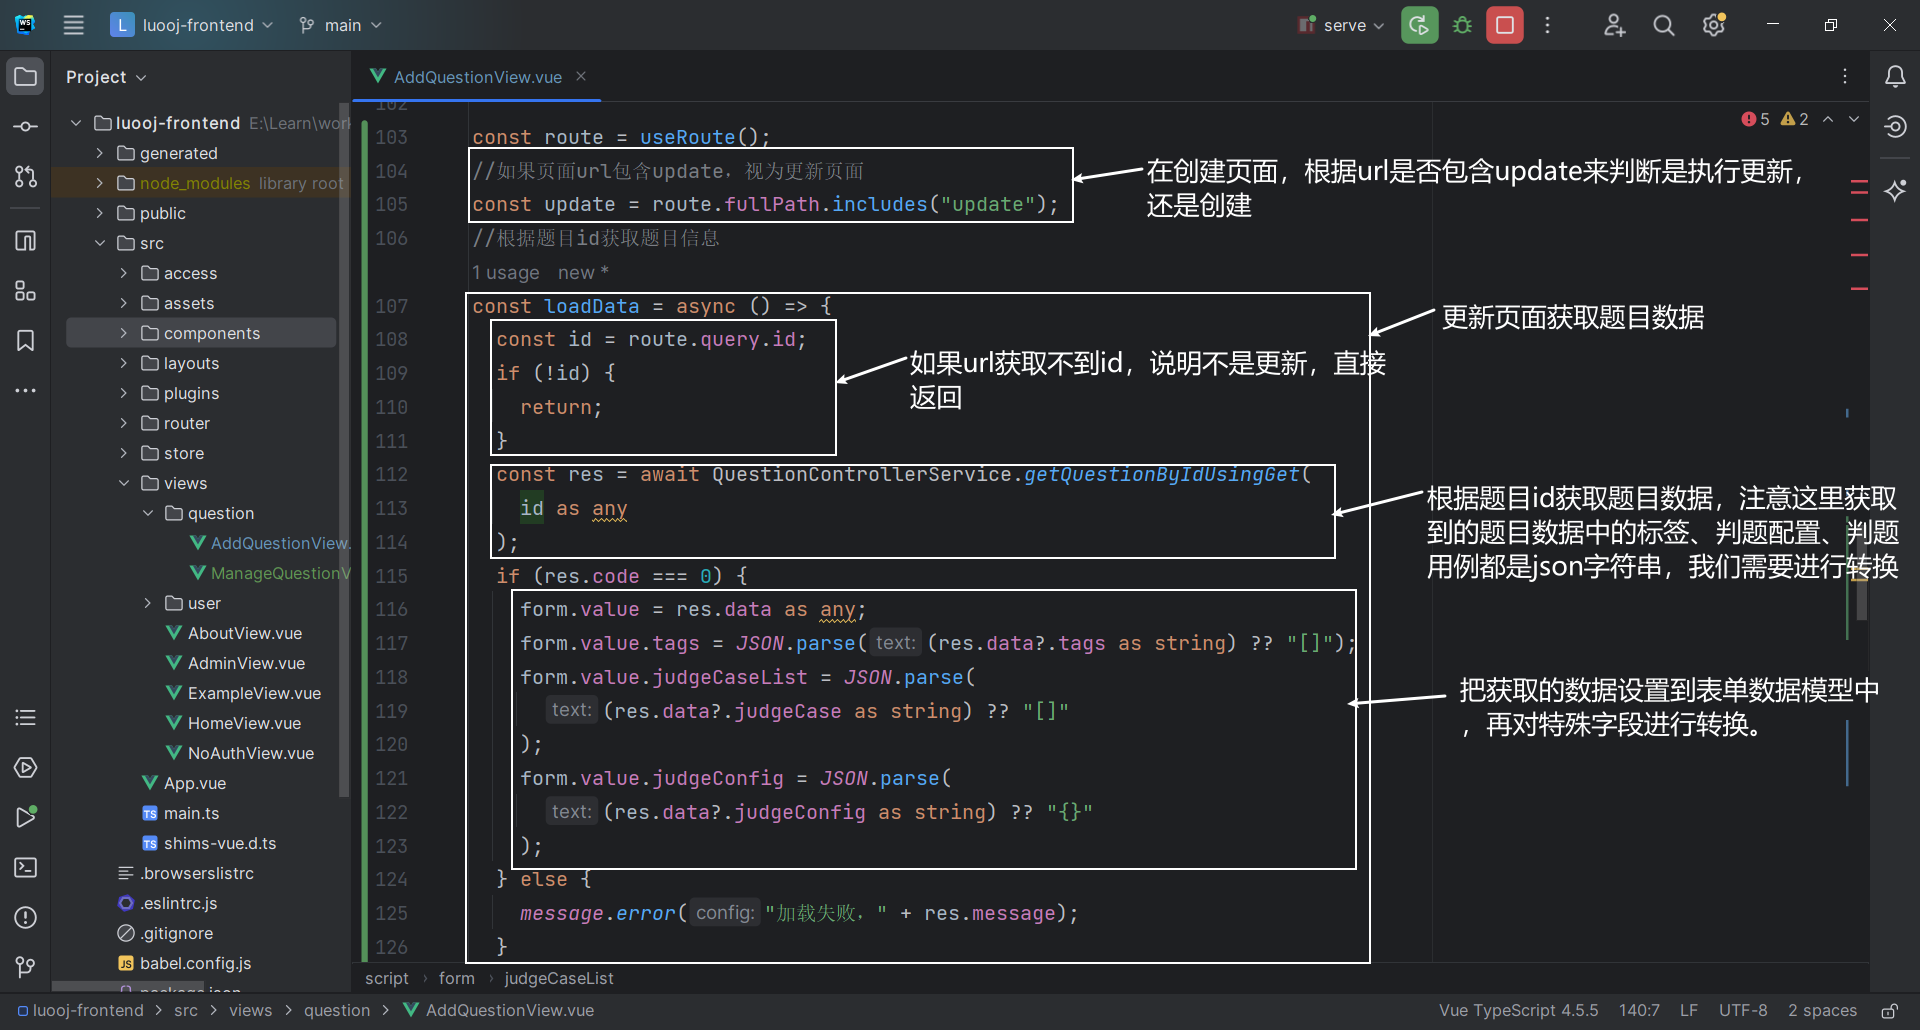 luooj-frontend
main
serve
Project
AddQuestionView.vue
luooj-frontend E:\Learn\work
generated
node_modules library root
public
src
access
assets
components
layouts
plugins
router
store
views
question
AddQuestionView.
ManageQuestionV
user
AboutView.vue
AdminView.vue
ExampleView.vue
HomeView.vue
NoAuthView.vue
App.vue
main.ts
shims-vue.d.ts
.browserslistrc
.eslintrc.js
.gitignore
babel.config.js
package.json
5 2
102
103 const route = useRoute();
104 //如果页面url包含update，视为更新页面
105 const update = route.fullPath.includes("update");
106 //根据题目id获取题目信息
1 usage new *
107 const loadData = async () => {
108 const id = route.query.id;
109 if (!id) {
110 return;
111 }
112 const res = await QuestionControllerService.getQuestionByIdUsingGet(
113 id as any
114 );
115 if (res.code === 0) {
116 form.value = res.data as any;
117 form.value.tags = JSON.parse( text: (res.data?.tags as string) ?? "[]");
118 form.value.judgeCaseList = JSON.parse(
119 text: (res.data?.judgeCase as string) ?? "[]"
120 );
121 form.value.judgeConfig = JSON.parse(
122 text: (res.data?.judgeConfig as string) ?? "{}"
123 );
124 } else {
125 message.error( config: "加载失败，" + res.message);
126 }
在创建页面，根据url是否包含update来判断是执行更新，
还是创建
更新页面获取题目数据
如果url获取不到id，说明不是更新，直接
返回
根据题目id获取题目数据，注意这里获取
到的题目数据中的标签、判题配置、判题
用例都是json字符串，我们需要进行转换
把获取的数据设置到表单数据模型中
，再对特殊字段进行转换。
script › form › judgeCaseList
luooj-frontend > src > views > question > AddQuestionView.vue
Vue TypeScript 4.5.5 140:7 LF UTF-8 2 spaces